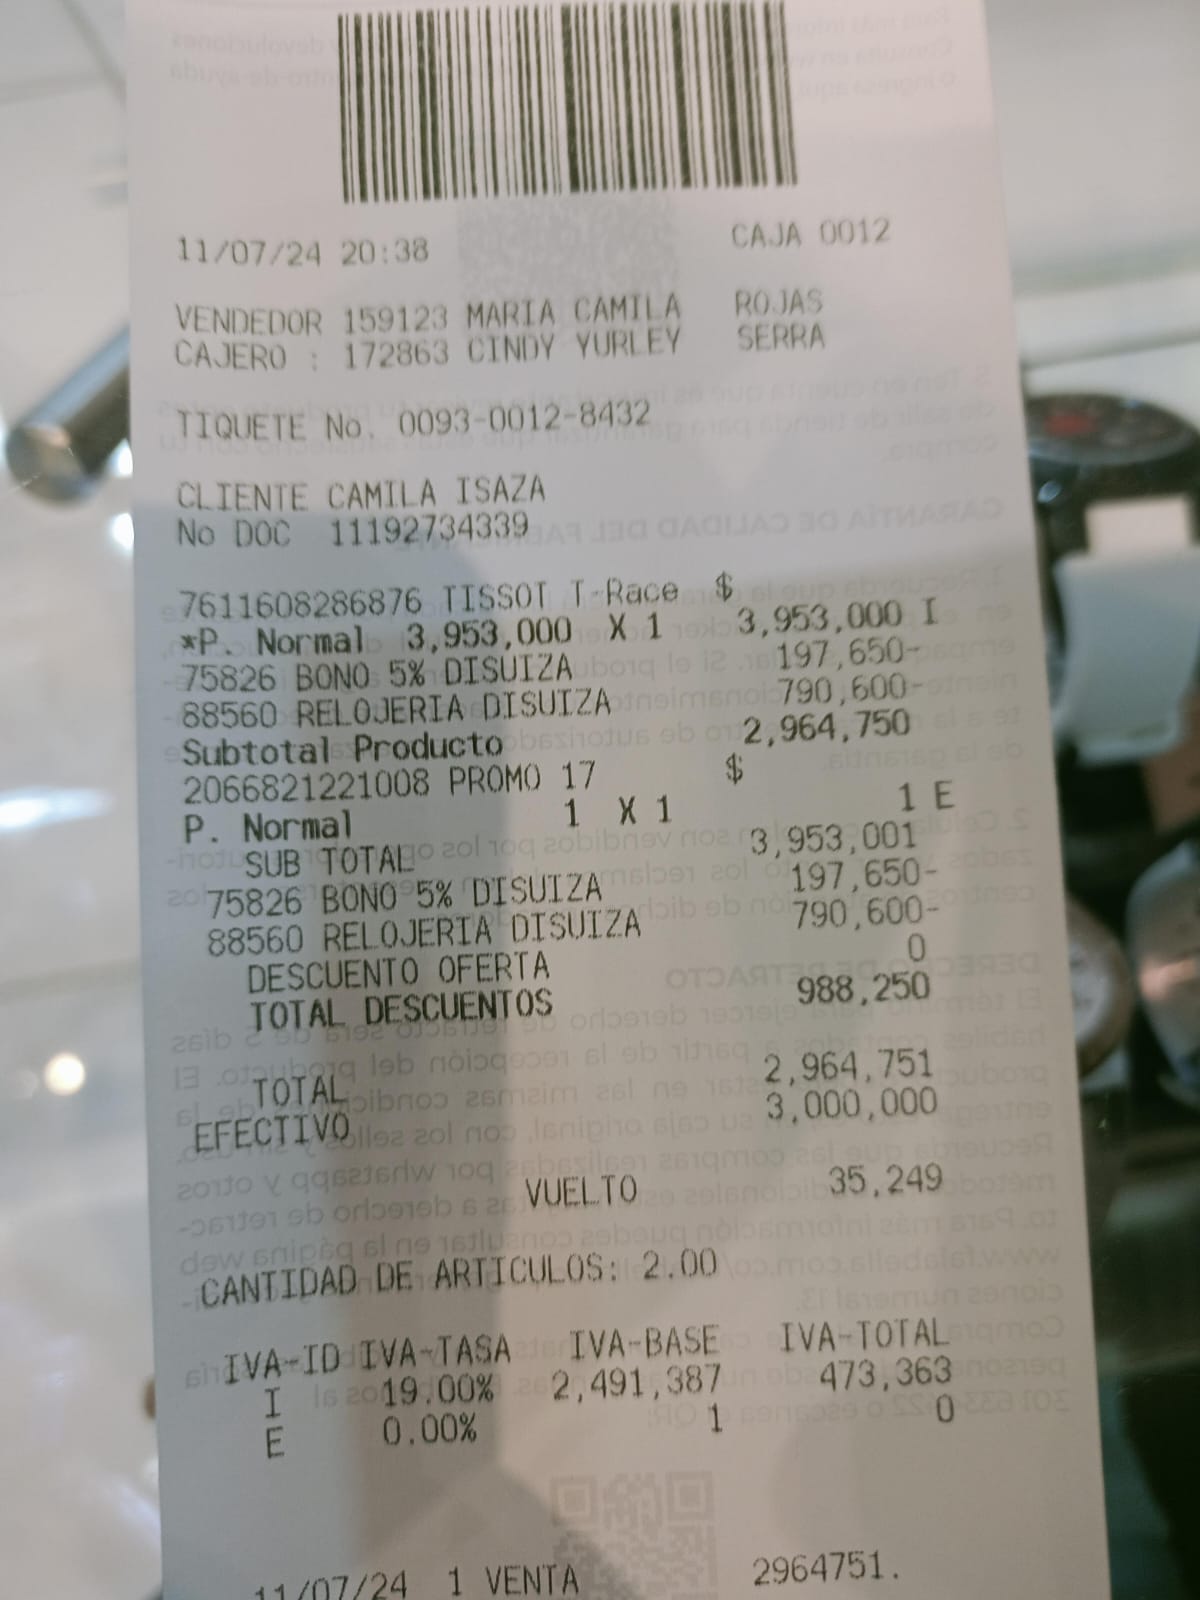 11/07/24 20:38 CAJA 0012
VENDEDOR 159123 MARIA CAMILA ROJAS
CAJERO : 172863 CINDY YURLEY SERRA
TIQUETE No. 0093-0012-8432
CLIENTE CAMILA ISAZA
No DOC 11192734339
7611608286876 TISSOT T-Race $
*P. Normal 3,953,000 X 1 3,953,000 I
75826 BONO 5% DISUIZA 197,650-
88560 RELOJERIA DISUIZA 790,600-
Subtotal Producto 2,964,750
2066821221008 PROMO 17 $
P. Normal 1 X 1 1 E
SUB TOTAL 3,953,001
75826 BONO 5% DISUIZA 197,650-
88560 RELOJERIA DISUIZA 790,600-
DESCUENTO OFERTA 0
TOTAL DESCUENTOS 988,250
TOTAL 2,964,751
EFECTIVO 3,000,000
VUELTO 35,249
CANTIDAD DE ARTICULOS: 2.00
IVA-ID IVA-TASA IVA-BASE IVA-TOTAL
I 19.00% 2,491,387 473,363
E 0.00% 1 0
11/07/24 1 VENTA 2964751.